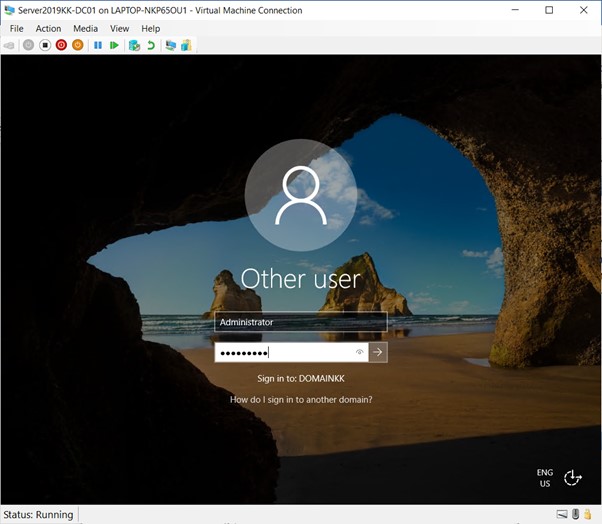 Server2019KK-DC01 on LAPTOP-NKP65OU1 - Virtual Machine Connection
File Action Media View Help
Other user
Administrator
●●●●●●●●●
Sign in to: DOMAINKK
How do I sign in to another domain?
ENG
US
Status: Running